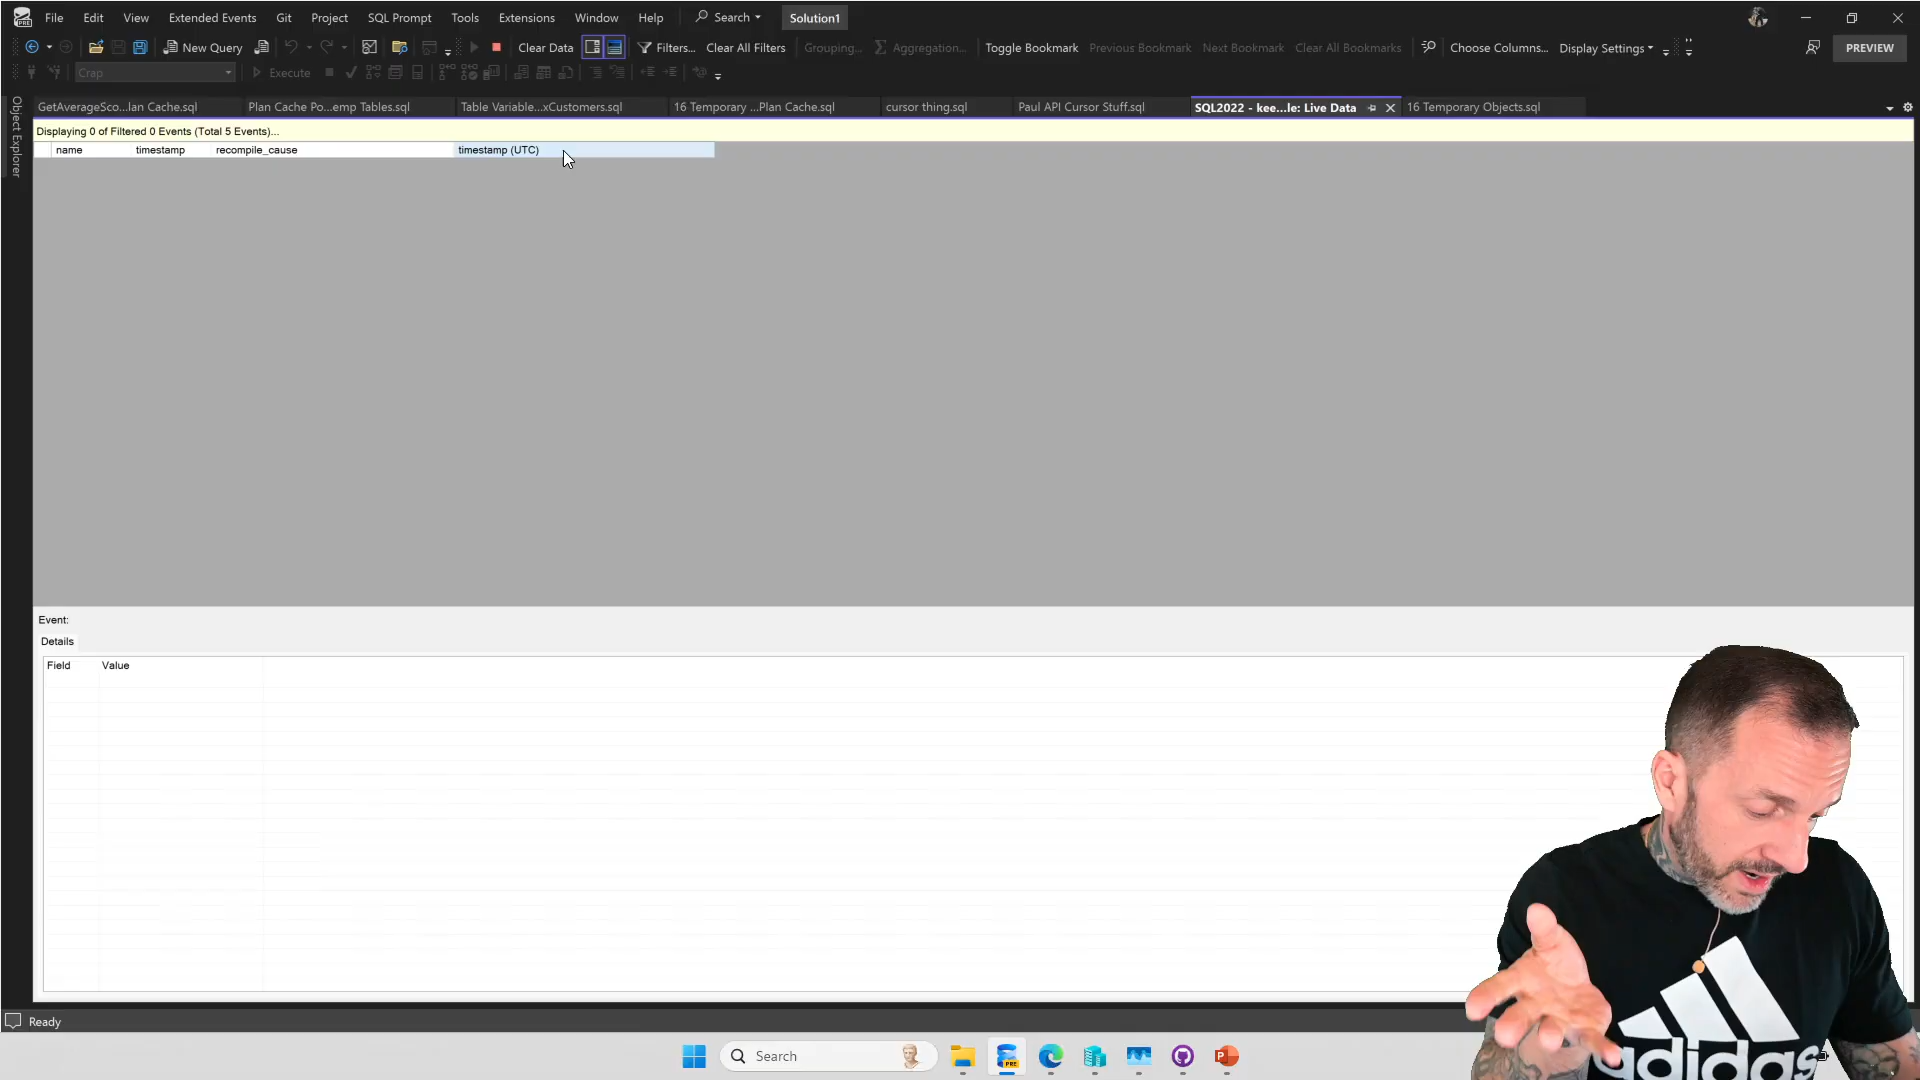 File Edit View Extended Events Git Project SQL Prompt Tools Extensions Window Help Search Solution1
New Query Clear Data Filters... Clear All Filters Grouping... Aggregation... Toggle Bookmark Previous Bookmark Next Bookmark Clear All Bookmarks Choose Columns... Display Settings PREVIEW
Crap Execute
Object Explorer
GetAverageSco...lan Cache.sql Plan Cache Po...emp Tables.sql Table Variable...xCustomers.sql 16 Temporary ...Plan Cache.sql cursor thing.sql Paul API Cursor Stuff.sql SQL2022 - kee...le: Live Data 16 Temporary Objects.sql
Displaying 0 of Filtered 0 Events (Total 5 Events)...
name timestamp recompile_cause timestamp (UTC)
Event:
Details
Field Value
adidas
Ready
Search
PRE